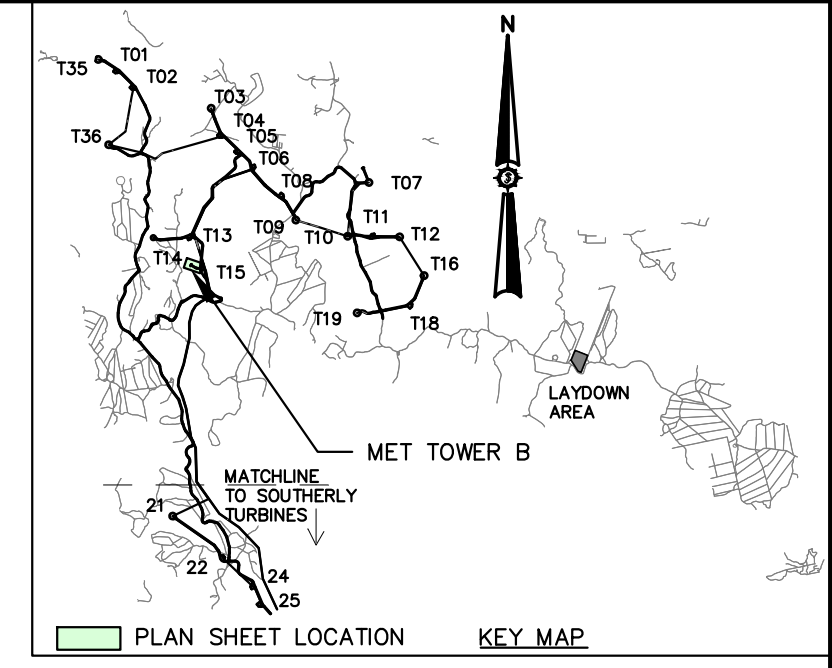 N
T01
T35
T02
T03
T04
T36
T05
T06
T08
T07
T09
T11
T13
T10
T12
T14
T15
T16
T19
T18
LAYDOWN
AREA
MET TOWER B
MATCHLINE
TO SOUTHERLY
TURBINES
21
22
24
25
PLAN SHEET LOCATION
KEY MAP